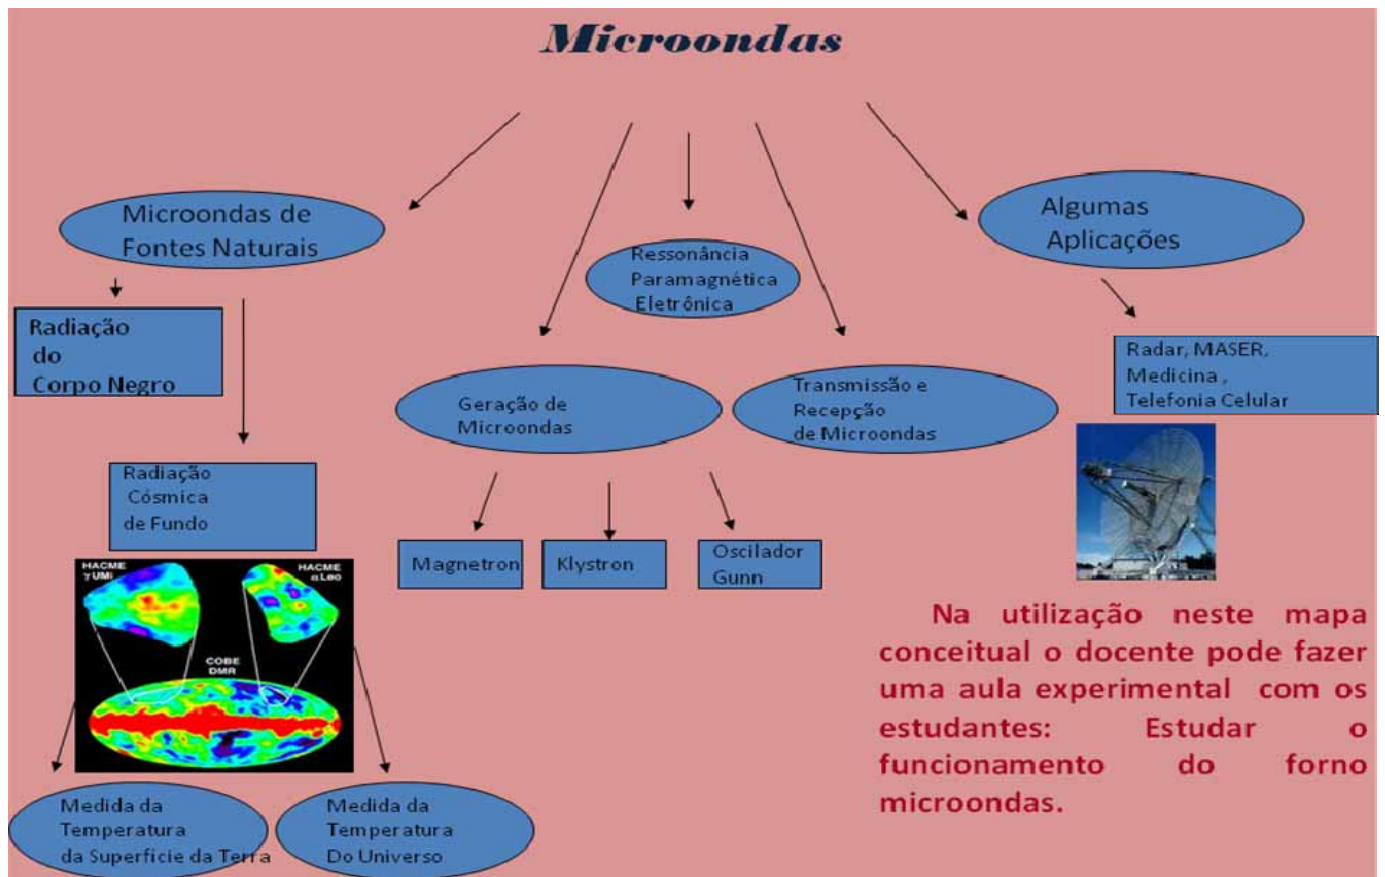 Microondas
Microondas de
Fontes Naturais
Ressonância
Paramagnética
Eletrônica
Algumas
Aplicações
Radiação
do
Corpo Negro
Radar, MASER,
Medicina ,
Telefonia Celular
Geração de
Microondas
Transmissão e
Recepção
de Microondas
Radiação
Cósmica
de Fundo
Magnetron
Klystron
Oscilador
Gunn
HACME
γ UMi
HACME
α Leo
COBE
DMR
Na utilização neste mapa
conceitual o docente pode fazer
uma aula experimental com os
estudantes: Estudar o
funcionamento do forno
microondas.
Medida da
Temperatura
da Superfície da Terra
Medida da
Temperatura
Do Universo